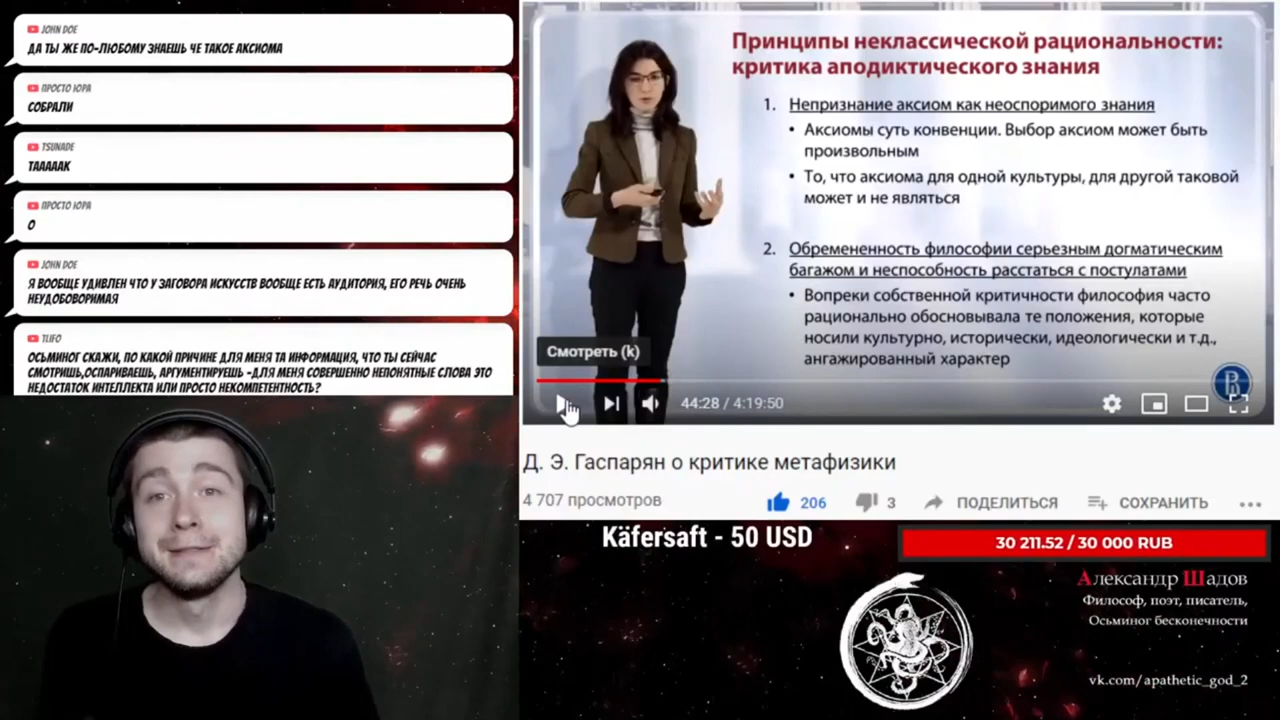 JOHN DOE
ДА ТЫ ЖЕ ПО-ЛЮБОМУ ЗНАЕШЬ ЧЕ ТАКОЕ АКСИОМА
ПРОСТО ЮРА
СОБРАЛИ
TSUNADE
ТАААААК
ПРОСТО ЮРА
О
JOHN DOE
Я ВООБЩЕ УДИВЛЕН ЧТО У ЗАГОВОРА ИСКУССТВ ВООБЩЕ ЕСТЬ АУДИТОРИЯ, ЕГО РЕЧЬ ОЧЕНЬ
НЕУДОБОВОРИМАЯ
TLIFO
ОСЬМИНОГ СКАЖИ, ПО КАКОЙ ПРИЧИНЕ ДЛЯ МЕНЯ ТА ИНФОРМАЦИЯ, ЧТО ТЫ СЕЙЧАС
СМОТРИШЬ,ОСПАРИВАЕШЬ, АРГУМЕНТИРУЕШЬ -ДЛЯ МЕНЯ СОВЕРШЕННО НЕПОНЯТНЫЕ СЛОВА ЭТО
НЕДОСТАТОК ИНТЕЛЛЕКТА ИЛИ ПРОСТО НЕКОМПЕТЕНТНОСТЬ?
Принципы неклассической рациональности:
критика аподиктического знания
1. Непризнание аксиом как неоспоримого знания
• Аксиомы суть конвенции. Выбор аксиом может быть
произвольным
• То, что аксиома для одной культуры, для другой таковой
может и не являться
2. Обремененность философии серьезным догматическим
багажом и неспособность расстаться с постулатами
• Вопреки собственной критичности философия часто
рационально обосновывала те положения, которые
носили культурно, исторически, идеологически и т.д.,
ангажированный характер
Смотреть (k)
44:28 / 4:19:50
Д. Э. Гаспарян о критике метафизики
4 707 просмотров
206
3
ПОДЕЛИТЬСЯ
СОХРАНИТЬ
Käfersaft - 50 USD
30 211.52 / 30 000 RUB
Александр Шадов
Философ, поэт, писатель,
Осьминог бесконечности
vk.com/apathetic_god_2